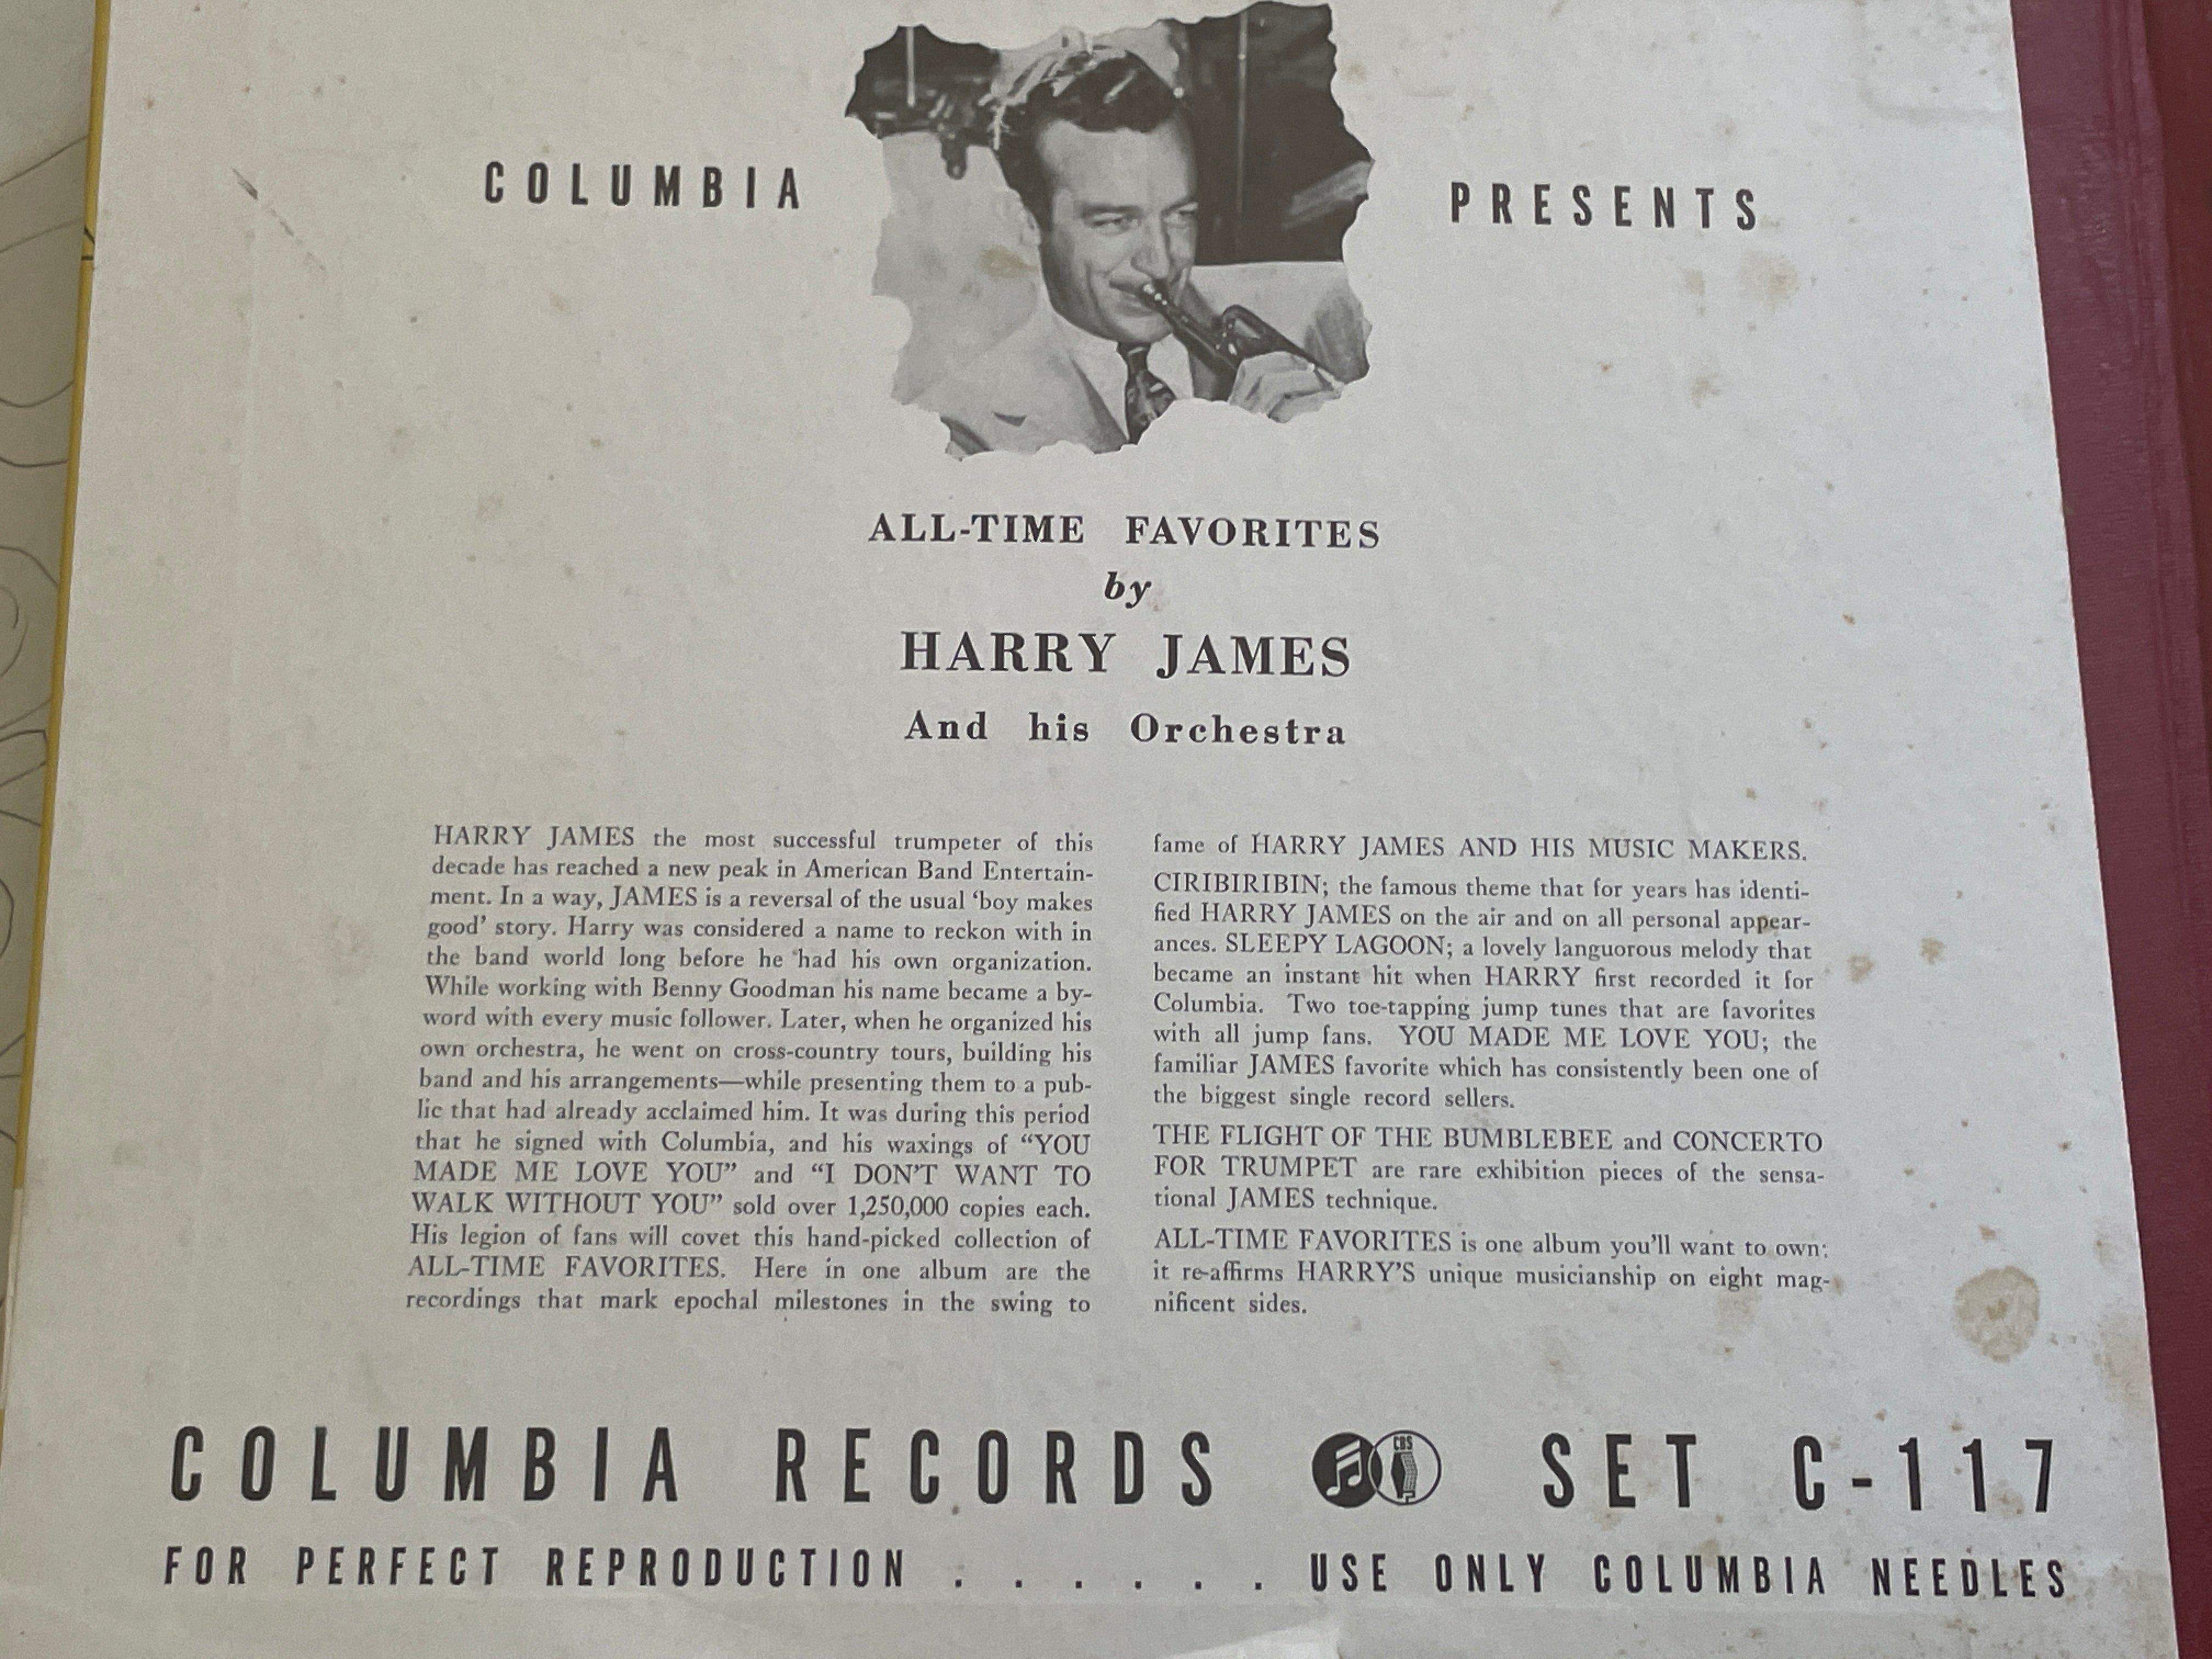 COLUMBIA PRESENTS
ALL-TIME FAVORITES
by
HARRY JAMES
And his Orchestra
HARRY JAMES the most successful trumpeter of this
decade has reached a new peak in American Band Entertain-
ment. In a way, JAMES is a reversal of the usual ‘boy makes
good’ story. Harry was considered a name to reckon with in
the band world long before he had his own organization.
While working with Benny Goodman his name became a by-
word with every music follower. Later, when he organized his
own orchestra, he went on cross-country tours, building his
band and his arrangements—while presenting them to a pub-
lic that had already acclaimed him. It was during this period
that he signed with Columbia, and his waxings of “YOU
MADE ME LOVE YOU” and “I DON’T WANT TO
WALK WITHOUT YOU” sold over 1,250,000 copies each.
His legion of fans will covet this hand-picked collection of
ALL-TIME FAVORITES. Here in one album are the
recordings that mark epochal milestones in the swing to
fame of HARRY JAMES AND HIS MUSIC MAKERS.
CIRIBIRIBIN; the famous theme that for years has identi-
fied HARRY JAMES on the air and on all personal appear-
ances. SLEEPY LAGOON; a lovely languorous melody that
became an instant hit when HARRY first recorded it for
Columbia. Two toe-tapping jump tunes that are favorites
with all jump fans. YOU MADE ME LOVE YOU; the
familiar JAMES favorite which has consistently been one of
the biggest single record sellers.
THE FLIGHT OF THE BUMBLEBEE and CONCERTO
FOR TRUMPET are rare exhibition pieces of the sensa-
tional JAMES technique.
ALL-TIME FAVORITES is one album you’ll want to own:
it re-affirms HARRY’S unique musicianship on eight mag-
nificent sides.
COLUMBIA RECORDS CBS SET C-117
FOR PERFECT REPRODUCTION . . . . . . USE ONLY COLUMBIA NEEDLES